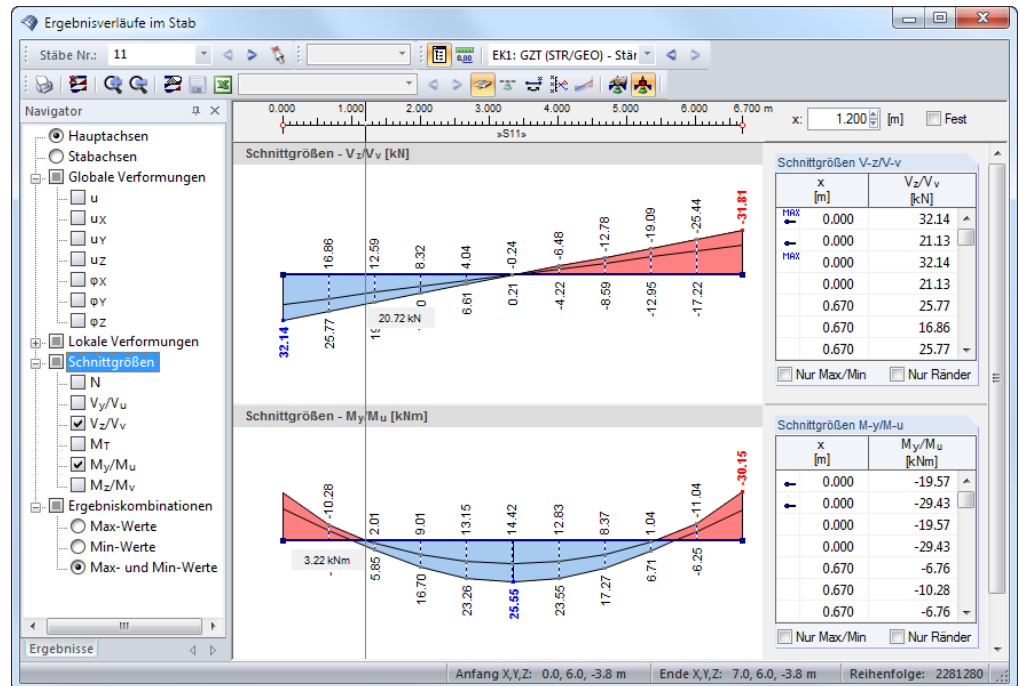 Ergebnisverläufe im Stab
Stäbe Nr.: 11 0,00 EK1: GZT (STR/GEO) - Stär
Navigator
Hauptachsen
Stabachsen
Globale Verformungen
u
uX
uY
uZ
φX
φY
φZ
Lokale Verformungen
Schnittgrößen
N
Vy/Vu
Vz/Vv
MT
My/Mu
Mz/Mv
Ergebniskombinationen
Max-Werte
Min-Werte
Max- und Min-Werte
Ergebnisse
0.000 1.000 2.000 3.000 4.000 5.000 6.000 6.700 m
»S11»
x: 1.200 [m] Fest
Schnittgrößen - Vz/Vv [kN]
16.86 12.59 8.32 4.04 -0.24 -6.48 -12.78 -19.09 -25.44 -31.81
20.72 kN
32.14 25.77 6.61 0.21 -4.22 -8.59 -12.95 -17.22
Schnittgrößen - My/Mu [kNm]
-10.28 2.01 9.01 13.15 14.42 12.83 8.37 1.04 -11.04 -30.15
3.22 kNm
5.85 16.70 23.26 25.55 23.55 17.27 6.71 -6.25
Schnittgrößen V-z/V-v
x Vz/Vv
[m] [kN]
MAX 0.000 32.14
0.000 21.13
MAX 0.000 32.14
0.000 21.13
0.670 25.77
0.670 16.86
0.670 25.77
Nur Max/Min Nur Ränder
Schnittgrößen M-y/M-u
x My/Mu
[m] [kNm]
0.000 -19.57
0.000 -29.43
0.000 -19.57
0.000 -29.43
0.670 -6.76
0.670 -10.28
0.670 -6.76
Nur Max/Min Nur Ränder
Anfang X,Y,Z: 0.0, 6.0, -3.8 m Ende X,Y,Z: 7.0, 6.0, -3.8 m Reihenfolge: 2281280